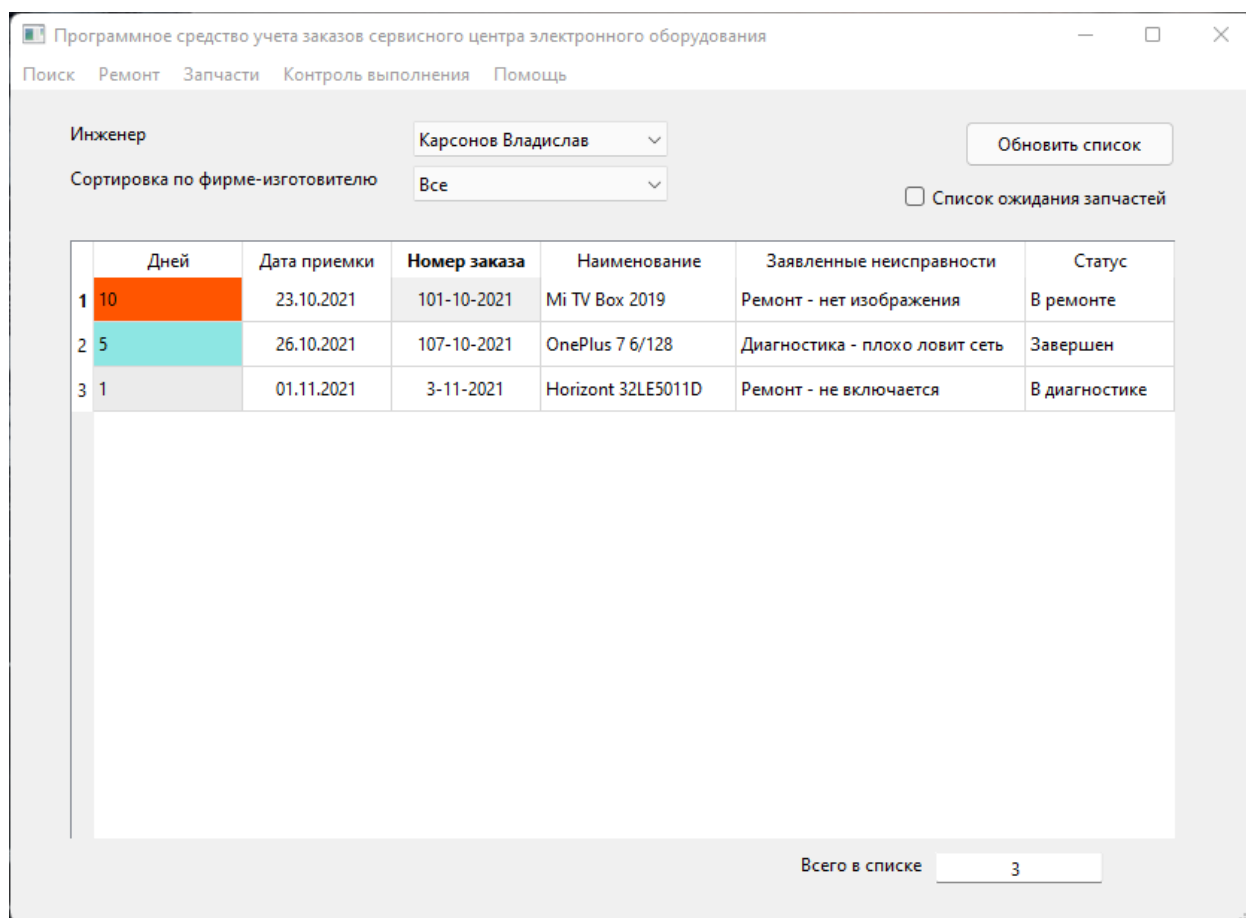 Программное средство учета заказов сервисного центра электронного оборудования
Поиск Ремонт Запчасти Контроль выполнения Помощь
Инженер Карсонов Владислав Обновить список
Сортировка по фирме-изготовителю Все
Список ожидания запчастей
Дней Дата приемки Номер заказа Наименование Заявленные неисправности Статус
1 10 23.10.2021 101-10-2021 Mi TV Box 2019 Ремонт - нет изображения В ремонте
2 5 26.10.2021 107-10-2021 OnePlus 7 6/128 Диагностика - плохо ловит сеть Завершен
3 1 01.11.2021 3-11-2021 Horizont 32LE5011D Ремонт - не включается В диагностике
Всего в списке 3